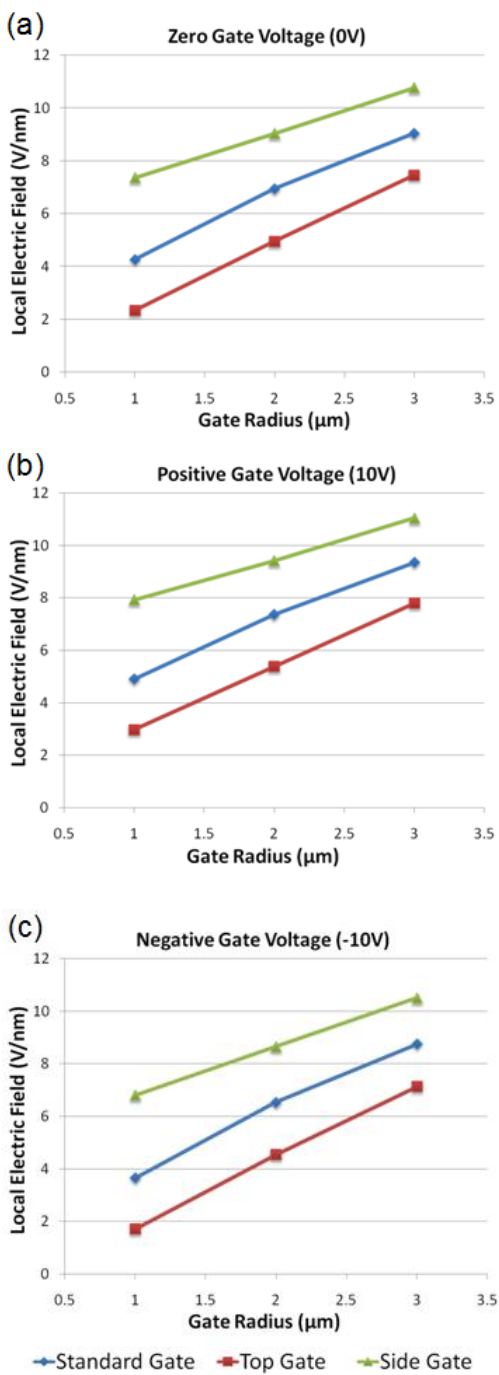 (a)
Zero Gate Voltage (0V)
Local Electric Field (V/nm)
12
10
8
6
4
2
0
0.5 1 1.5 2 2.5 3 3.5
Gate Radius (µm)
(b)
Positive Gate Voltage (10V)
Local Electric Field (V/nm)
12
10
8
6
4
2
0
0.5 1 1.5 2 2.5 3 3.5
Gate Radius (µm)
(c)
Negative Gate Voltage (-10V)
Local Electric Field (V/nm)
12
10
8
6
4
2
0
0.5 1 1.5 2 2.5 3 3.5
Gate Radius (µm)
Standard Gate Top Gate Side Gate